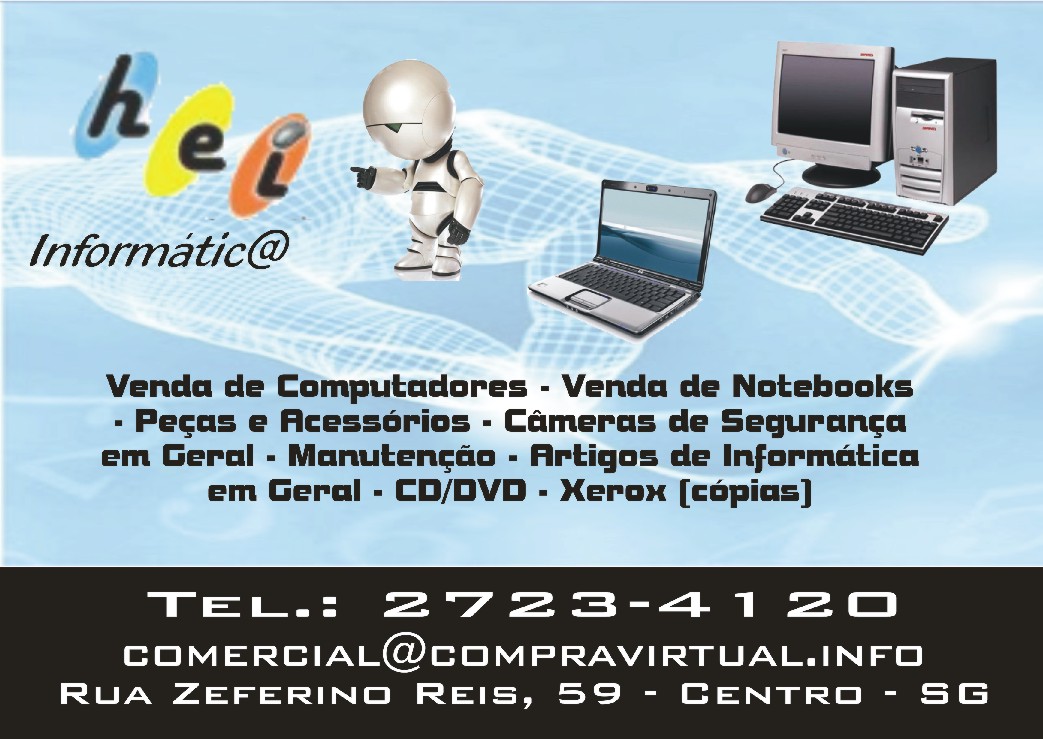 hei
Informátic@
Venda de Computadores - Venda de Notebooks
- Peças e Acessórios - Câmeras de Segurança
em Geral - Manutenção - Artigos de Informática
em Geral - CD/DVD - Xerox (cópias)
TEL.: 2723-4120
COMERCIAL@COMPRAVIRTUAL.INFO
RUA ZEFERINO REIS, 59 - CENTRO - SG